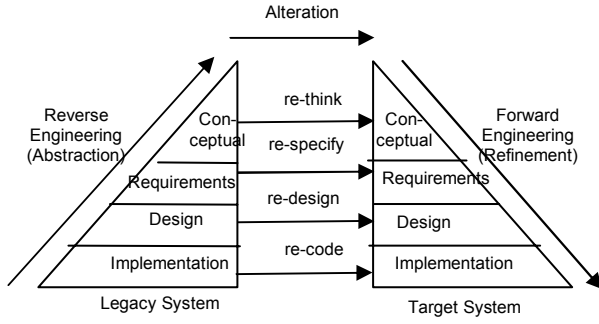 Alteration
Reverse
Engineering
(Abstraction)
Con-
ceptual
Requirements
Design
Implementation
Legacy System
re-think
re-specify
re-design
re-code
Con-
ceptual
Requirements
Design
Implementation
Target System
Forward
Engineering
(Refinement)